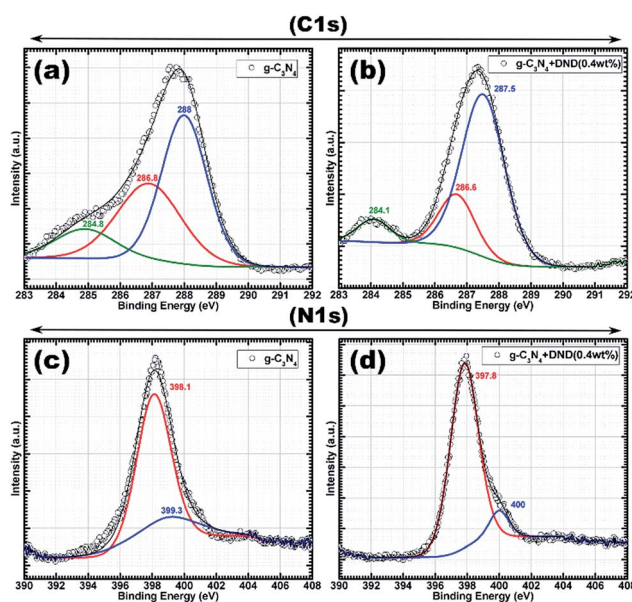 (C1s)
(a)
g-C₃N₄
288
286.8
284.8
Intensity (a.u.)
283 284 285 286 287 288 289 290 291 292
Binding Energy (eV)
(b)
g-C₃N₄+DND(0.4wt%)
287.5
286.6
284.1
Intensity (a.u.)
283 284 285 286 287 288 289 290 291 292
Binding Energy (eV)
(N1s)
(c)
g-C₃N₄
398.1
399.3
Intensity (a.u.)
390 392 394 396 398 400 402 404 406 408
Binding Energy (eV)
(d)
g-C₃N₄+DND(0.4wt%)
397.8
400
Intensity (a.u.)
390 392 394 396 398 400 402 404 406 408
Binding Energy (eV)